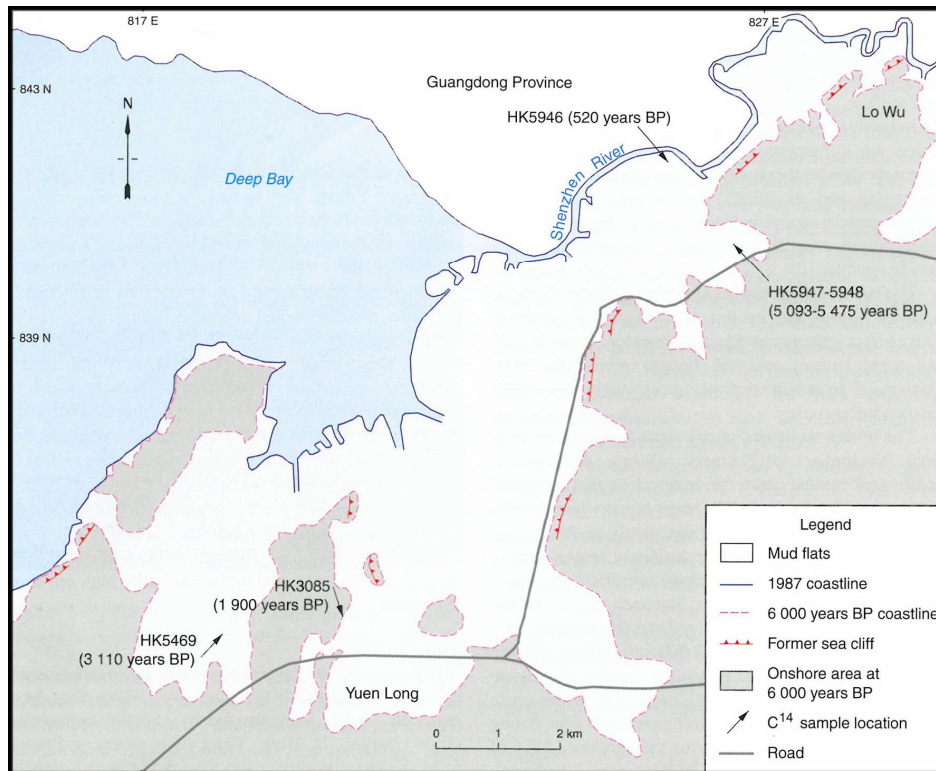 817 E
827 E
843 N
Guangdong Province
HK5946 (520 years BP)
Lo Wu
N
Deep Bay
Shenzhen River
HK5947-5948
(5 093-5 475 years BP)
839 N
HK3085
(1 900 years BP)
HK5469
(3 110 years BP)
Yuen Long
0 1 2 km
Legend
Mud flats
1987 coastline
6 000 years BP coastline
Former sea cliff
Onshore area at
6 000 years BP
C14 sample location
Road